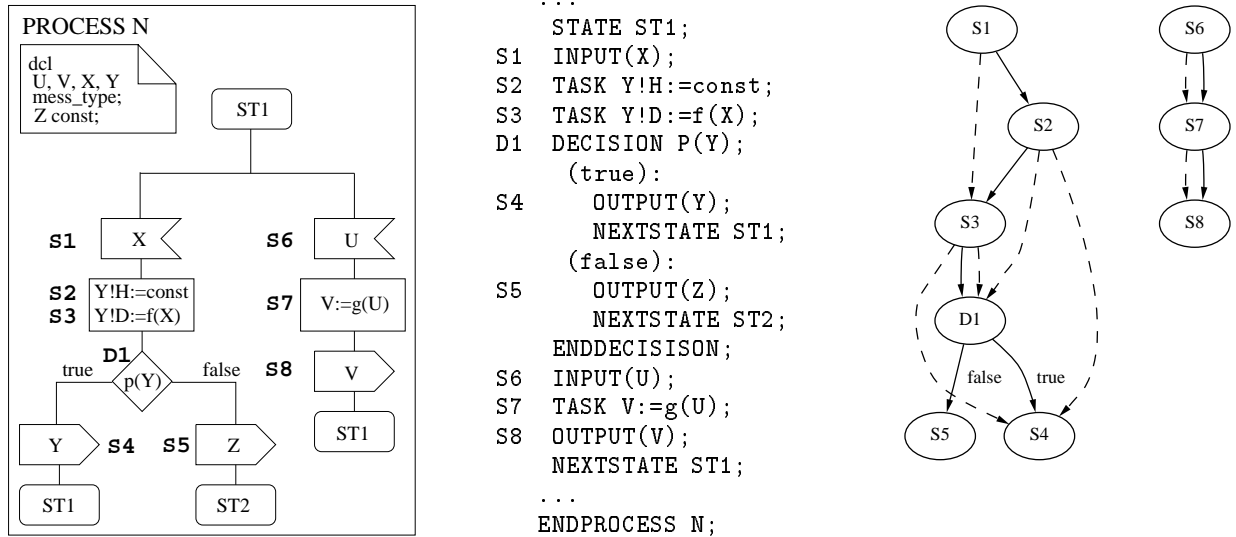 PROCESS N
dcl
U, V, X, Y
mess_type;
Z const;
ST1
S1 X
S6 U
S2 Y!H:=const
S3 Y!D:=f(X)
S7 V:=g(U)
D1
true p(Y) false
S8 V
ST1
Y S4 S5 Z
ST1 ST2
...
STATE ST1;
S1 INPUT(X);
S2 TASK Y!H:=const;
S3 TASK Y!D:=f(X);
D1 DECISION P(Y);
(true):
S4 OUTPUT(Y);
NEXTSTATE ST1;
(false):
S5 OUTPUT(Z);
NEXTSTATE ST2;
ENDDECISISON;
S6 INPUT(U);
S7 TASK V:=g(U);
S8 OUTPUT(V);
NEXTSTATE ST1;
...
ENDPROCESS N;
S1
S2
S3
D1
false true
S5 S4
S6
S7
S8